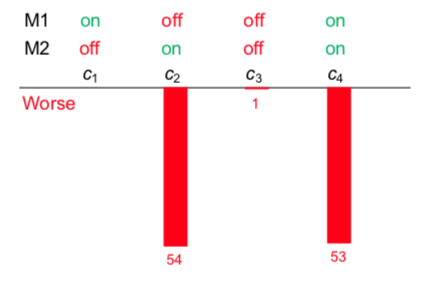 M1 on off off on
M2 off on off on
c1 c2 c3 c4
Worse 1
54 53